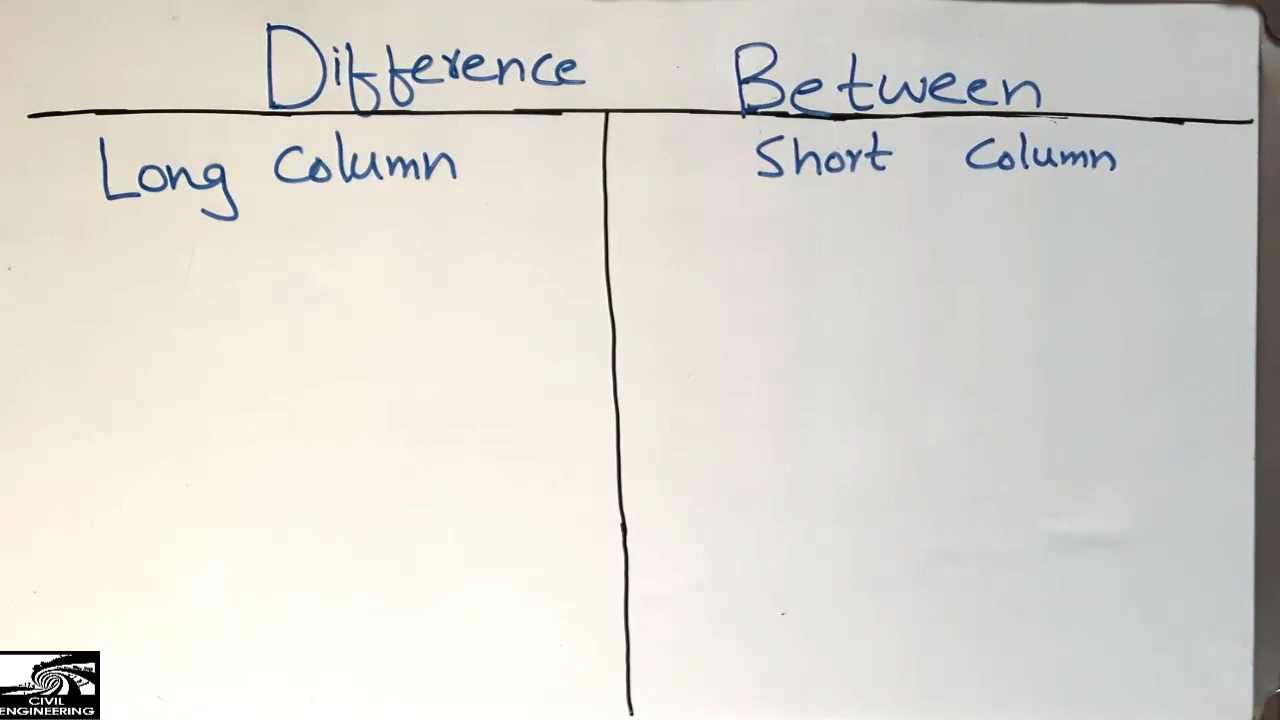 Difference Between
Long Column
Short Column
CIVIL
ENGINEERING